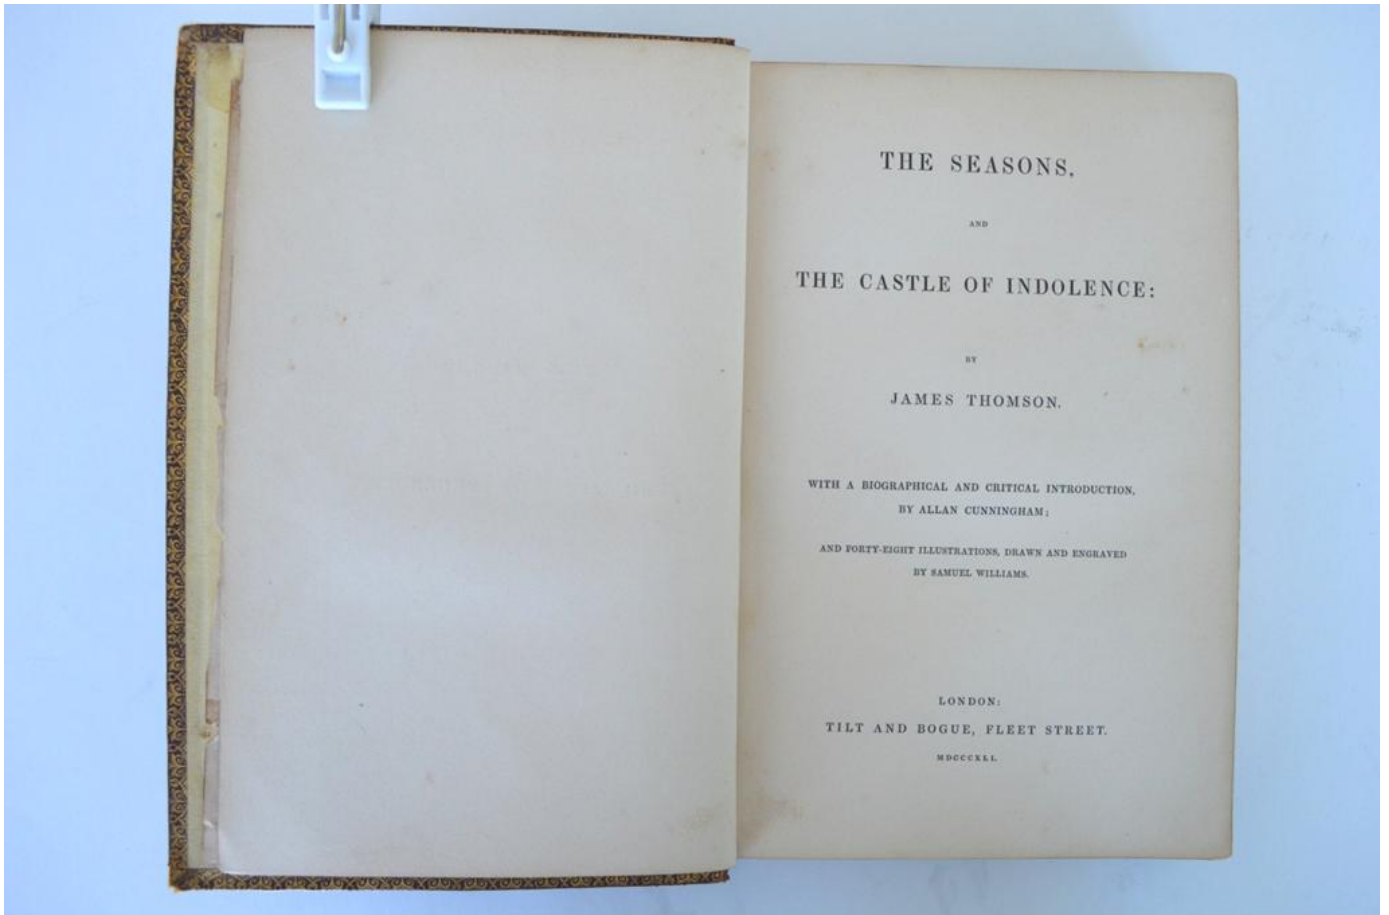 THE SEASONS,
AND
THE CASTLE OF INDOLENCE:
BY
JAMES THOMSON.
WITH A BIOGRAPHICAL AND CRITICAL INTRODUCTION,
BY ALLAN CUNNINGHAM;
AND FORTY-EIGHT ILLUSTRATIONS, DRAWN AND ENGRAVED
BY SAMUEL WILLIAMS.
LONDON:
TILT AND BOGUE, FLEET STREET.
MDCCCXLI.